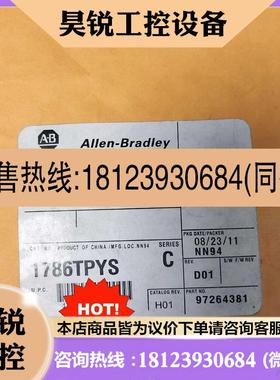 昊锐工控设备
AB
Allen-Bradley
售热线:18123930684(同
PKG DATE/PACKER
08/23/11
NN94
CAT NO. PRODUCT OF CHINA /MFG.LOC.NN94 SERIES
1786TPYS
C
REV.
S/W F/W REV.
D01
U.P.C.
CATALOG REV.
H01
97264381
HOT!
锐
本店商品皆为议价下单请咨询客服
工控
咨询热线:18123930684 (微